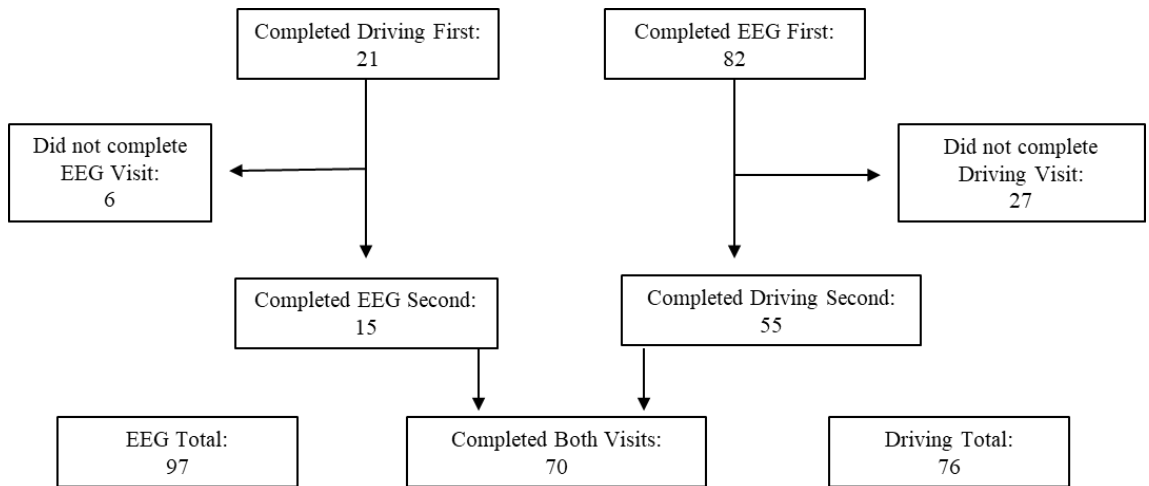 Completed Driving First:
21
Completed EEG First:
82
Did not complete
EEG Visit:
6
Did not complete
Driving Visit:
27
Completed EEG Second:
15
Completed Driving Second:
55
EEG Total:
97
Completed Both Visits:
70
Driving Total:
76